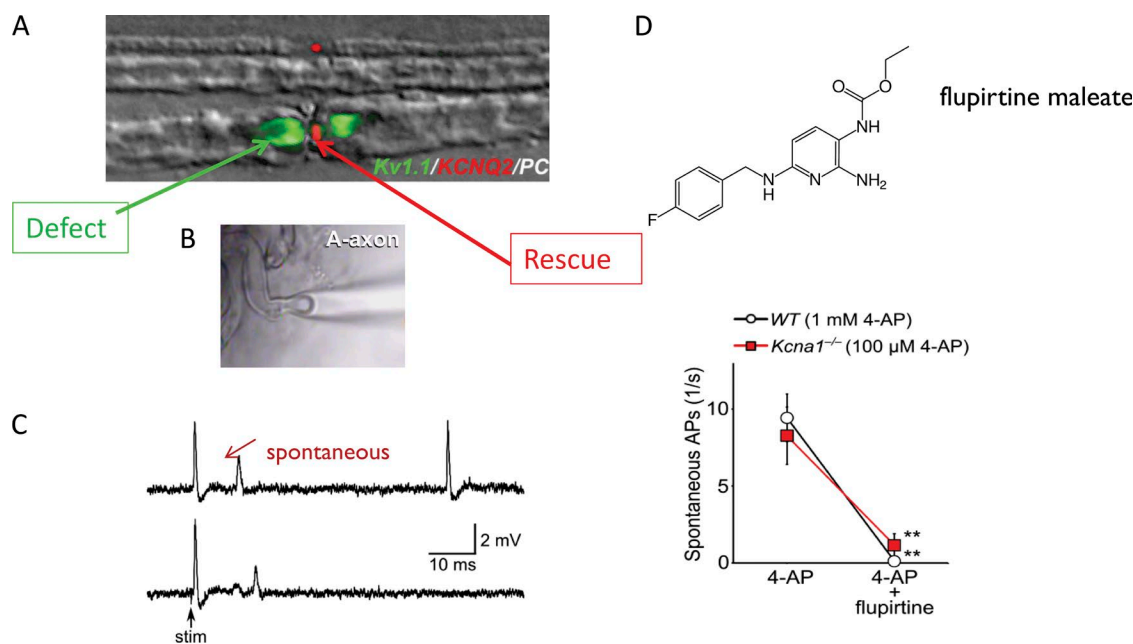 A
Kv1.1/KCNQ2/PC
Defect
Rescue
B
A-axon
C
spontaneous
2 mV
10 ms
stim
D
flupirtine maleate
O
O
NH
N
H
N
NH₂
F
WT (1 mM 4-AP)
Kcna1⁻/⁻ (100 µM 4-AP)
Spontaneous APs (1/s)
10
5
0
**
**
4-AP
4-AP
+
flupirtine